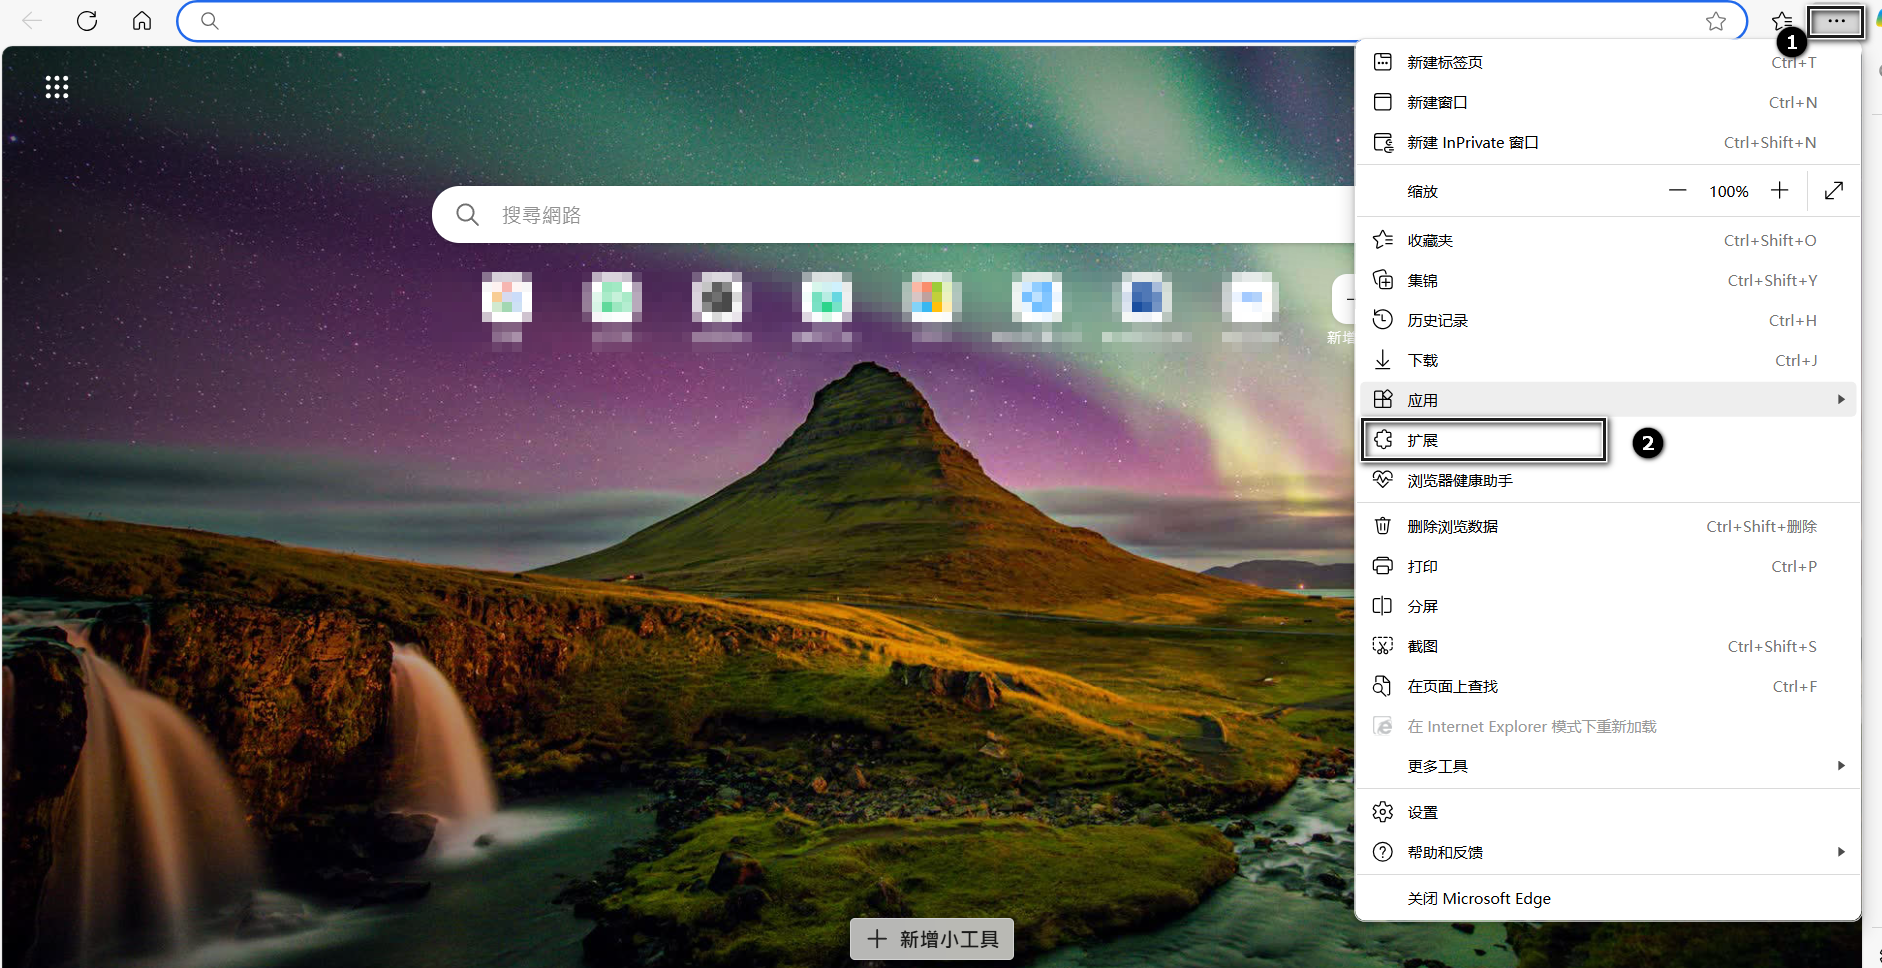 1
新建标签页 Ctrl+T
新建窗口 Ctrl+N
新建 InPrivate 窗口 Ctrl+Shift+N
缩放 100%
搜尋網路
收藏夹 Ctrl+Shift+O
集锦 Ctrl+Shift+Y
历史记录 Ctrl+H
新增
下载 Ctrl+J
应用
扩展 2
浏览器健康助手
删除浏览数据 Ctrl+Shift+删除
打印 Ctrl+P
分屏
截图 Ctrl+Shift+S
在页面上查找 Ctrl+F
在 Internet Explorer 模式下重新加载
更多工具
设置
帮助和反馈
关闭 Microsoft Edge
新增小工具